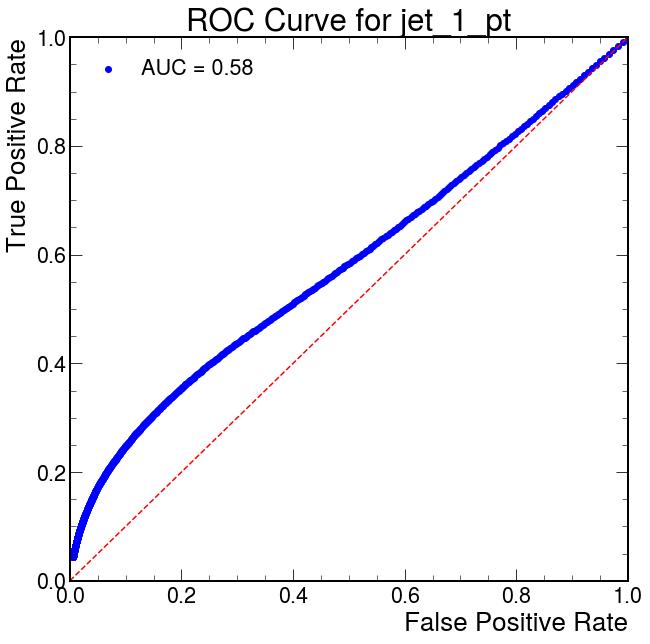 ROC Curve for jet_1_pt
AUC = 0.58
True Positive Rate
1.0
0.8
0.6
0.4
0.2
0.0
0.0 0.2 0.4 0.6 0.8 1.0
False Positive Rate